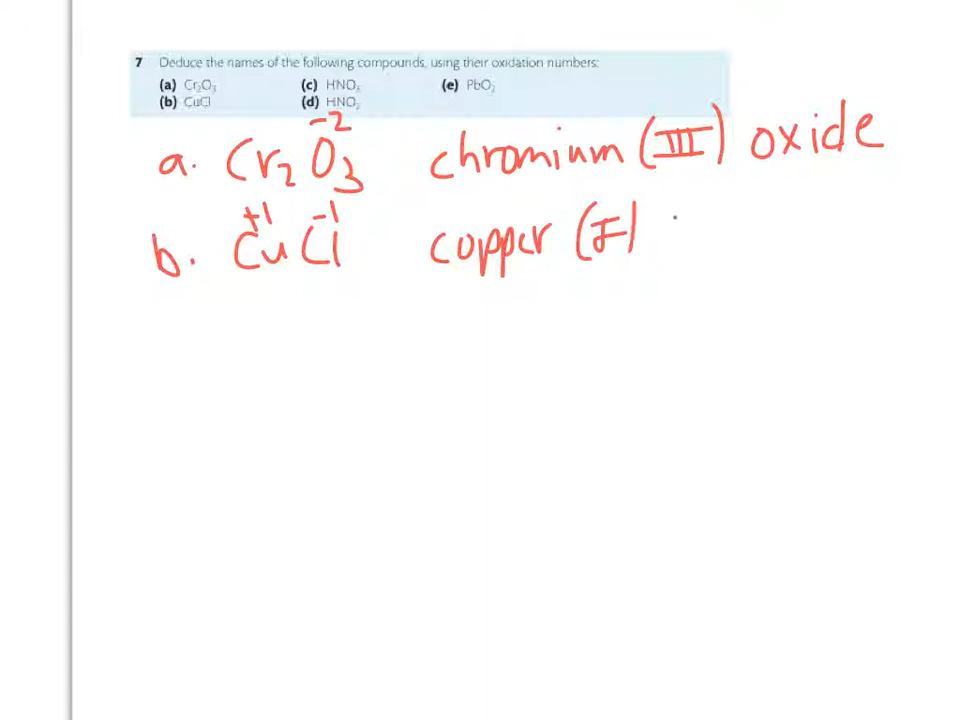 7 Deduce the names of the following compounds, using their oxidation numbers:
(a) Cr₂O₃ (c) HNO₃ (e) PbO₂
(b) CuCl (d) HNO₂
-2
a. Cr₂O₃ chromium (III) oxide
+1 -1
b. CuCl copper (I)